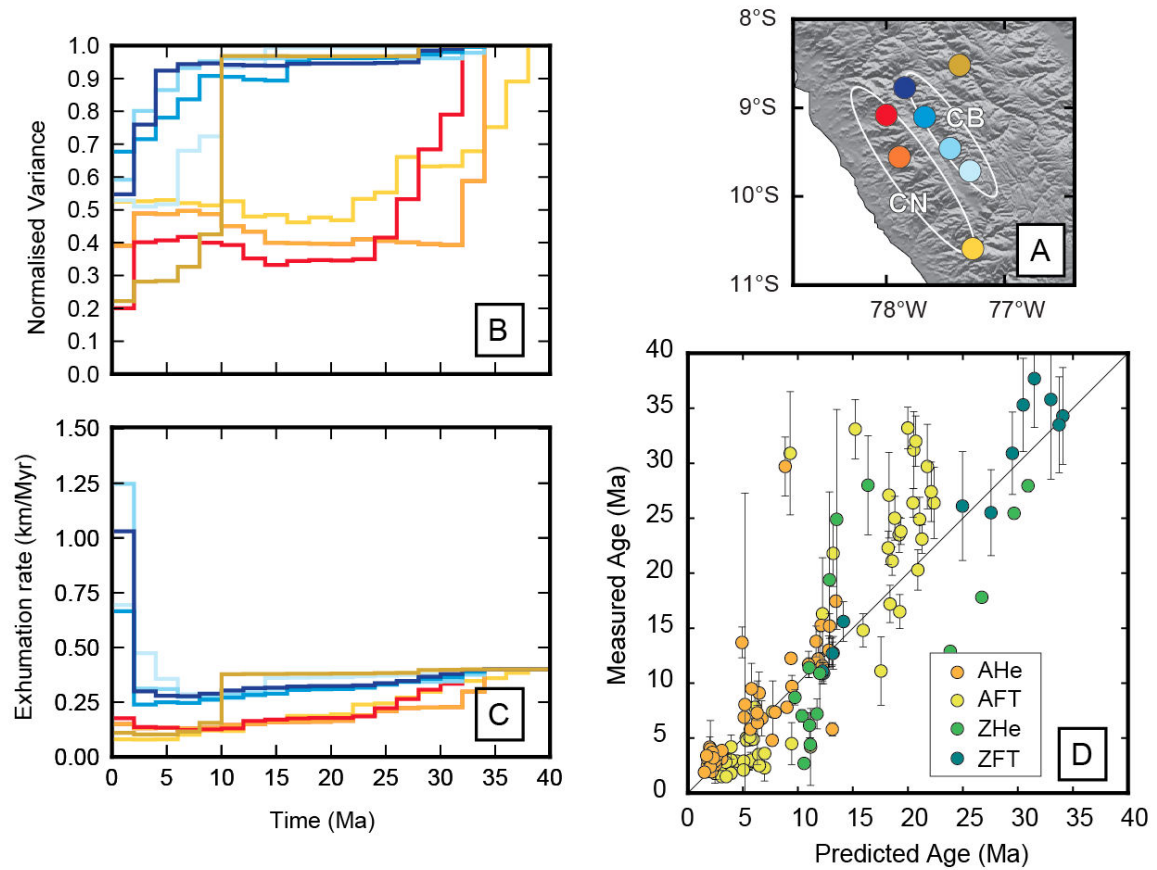 1.0
0.9
0.8
0.7
0.6
0.5
0.4
0.3
0.2
0.1
0.0
Normalised Variance
B
8°S
9°S
10°S
11°S
CB
CN
A
78°W 77°W
1.50
1.25
1.00
0.75
0.50
0.25
0.00
Exhumation rate (km/Myr)
C
0 5 10 15 20 25 30 35 40
Time (Ma)
40
35
30
25
20
15
10
5
0
Measured Age (Ma)
AHe
AFT
ZHe
ZFT
D
0 5 10 15 20 25 30 35 40
Predicted Age (Ma)